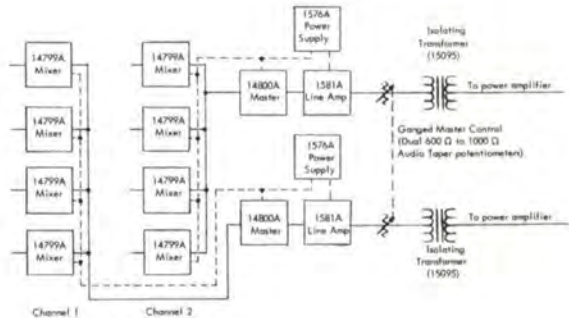 14799A
Mixer
14799A
Mixer
14799A
Mixer
14799A
Mixer
Channel 1
14799A
Mixer
14799A
Mixer
14799A
Mixer
14799A
Mixer
Channel 2
1576A
Power
Supply
14800A
Master
1581A
Line Amp
Isolating
Transformer
(15095)
To power amplifier
Ganged Master Control
(Dual 600 Ω to 1000 Ω
Audio Taper potentiometers)
1576A
Power
Supply
14800A
Master
1581A
Line Amp
To power amplifier
Isolating
Transformer
(15095)